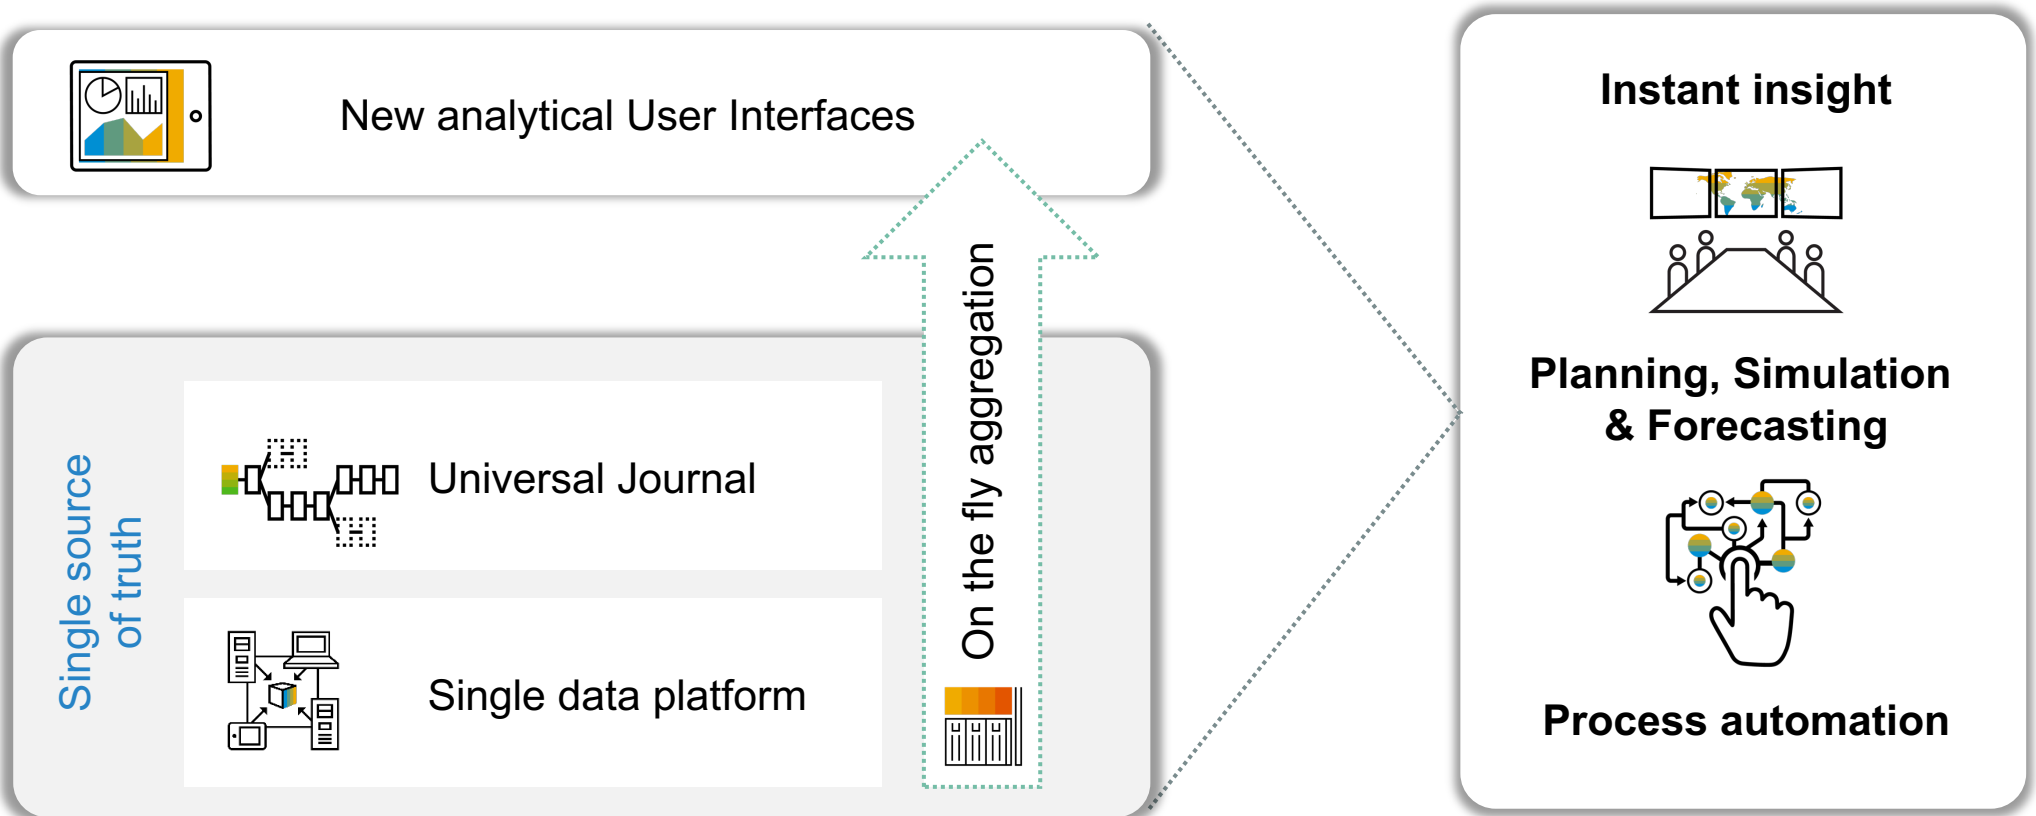 New analytical User Interfaces
Single source
of truth
Universal Journal
Single data platform
On the fly aggregation
Instant insight
Planning, Simulation
& Forecasting
Process automation